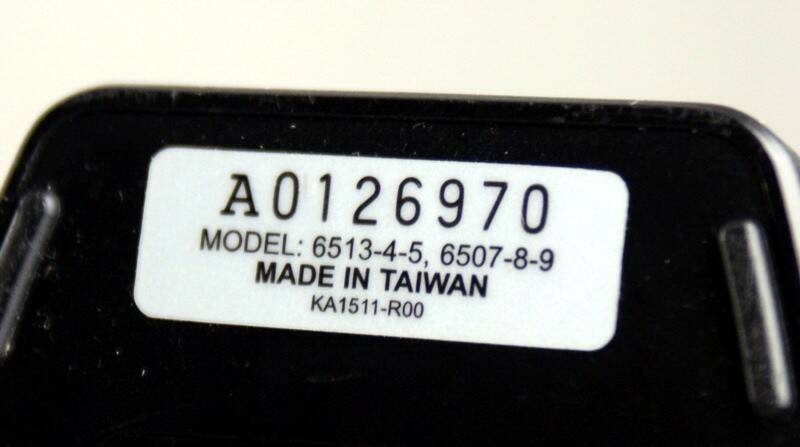 A0126970
MODEL: 6513-4-5, 6507-8-9
MADE IN TAIWAN
KA1511-R00